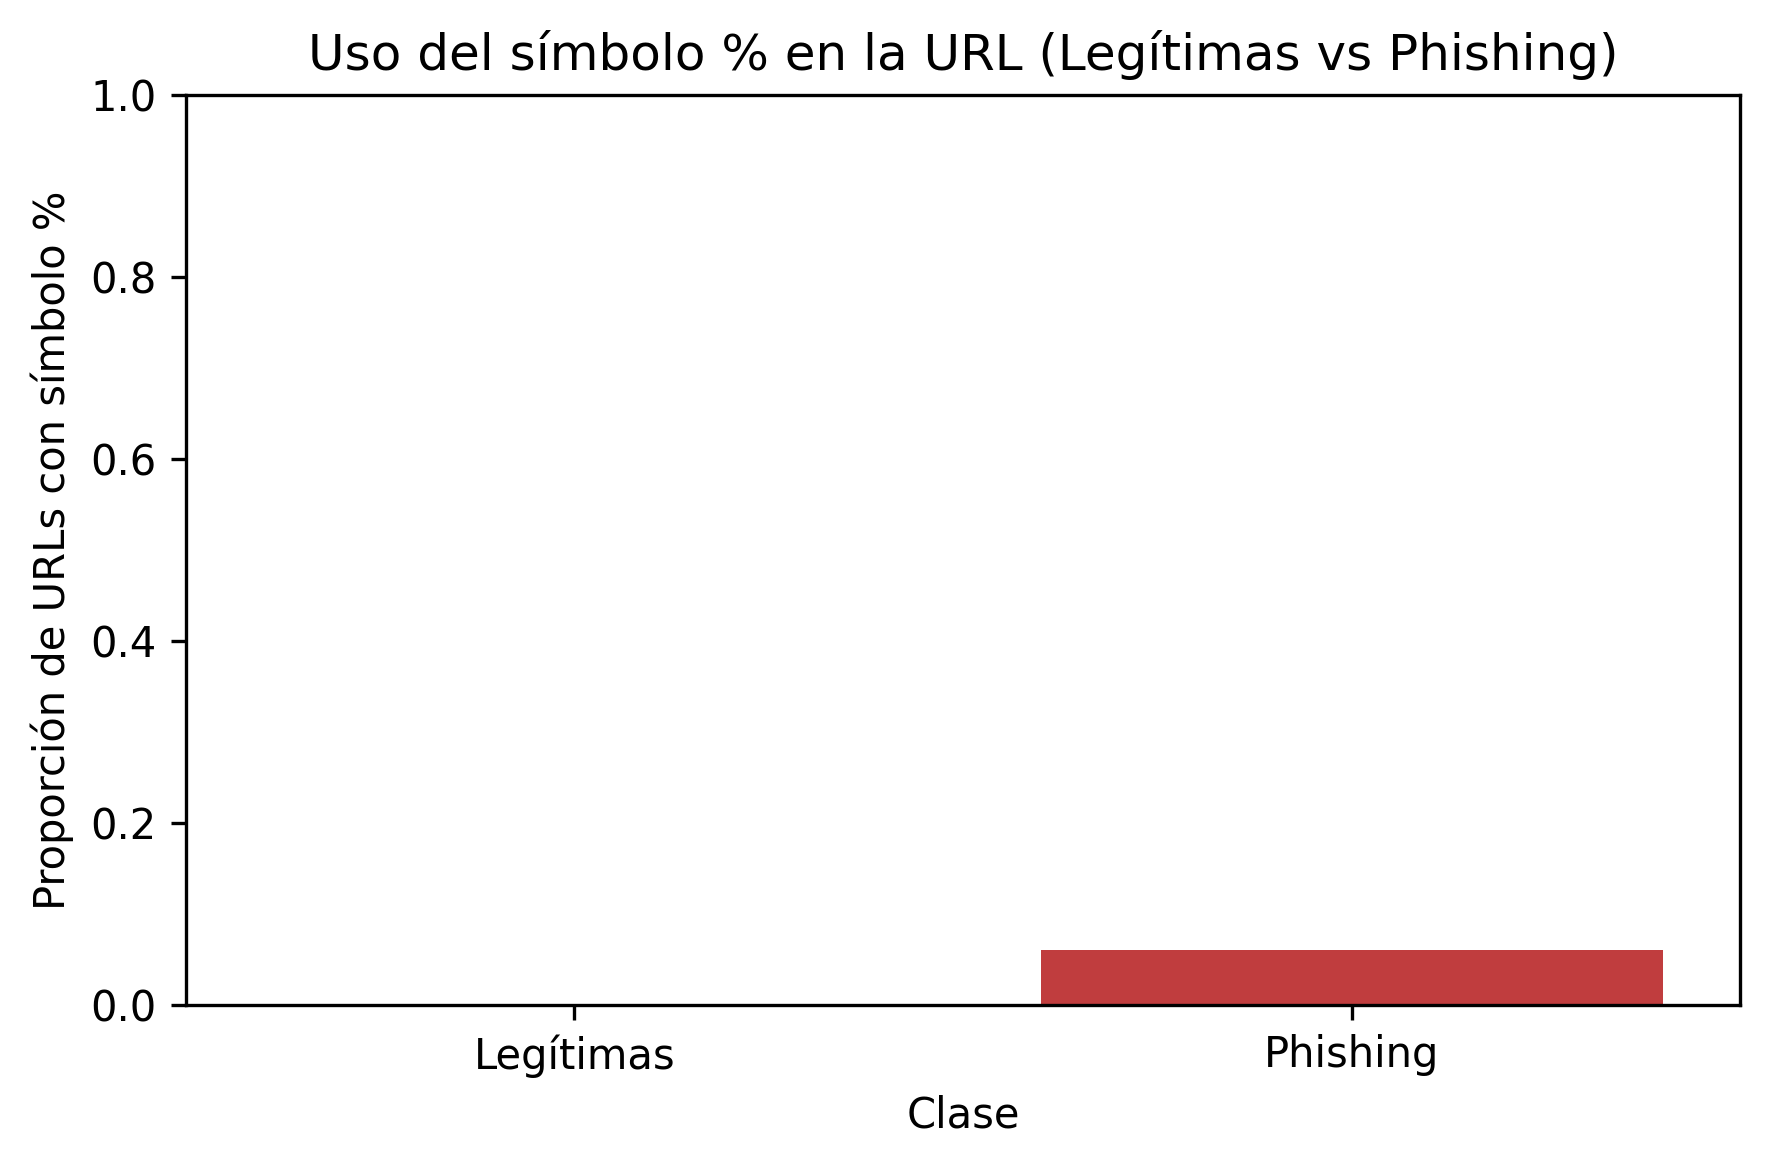 Uso del símbolo % en la URL (Legítimas vs Phishing)
Proporción de URLs con símbolo %
1.0
0.8
0.6
0.4
0.2
0.0
Legítimas
Phishing
Clase